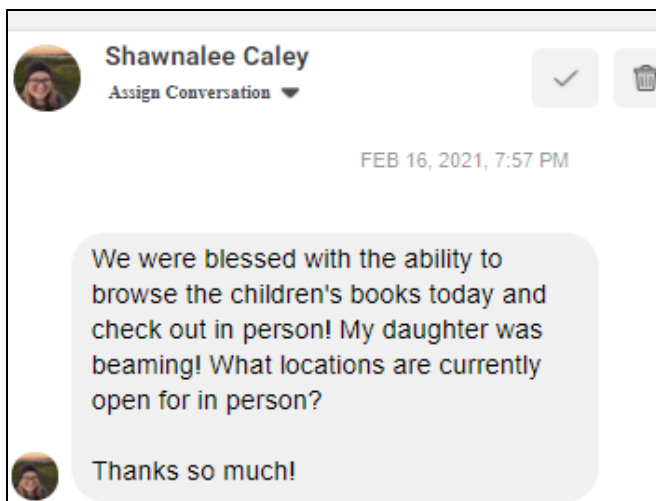 Shawnalee Caley
Assign Conversation
FEB 16, 2021, 7:57 PM
We were blessed with the ability to
browse the children's books today and
check out in person! My daughter was
beaming! What locations are currently
open for in person?
Thanks so much!